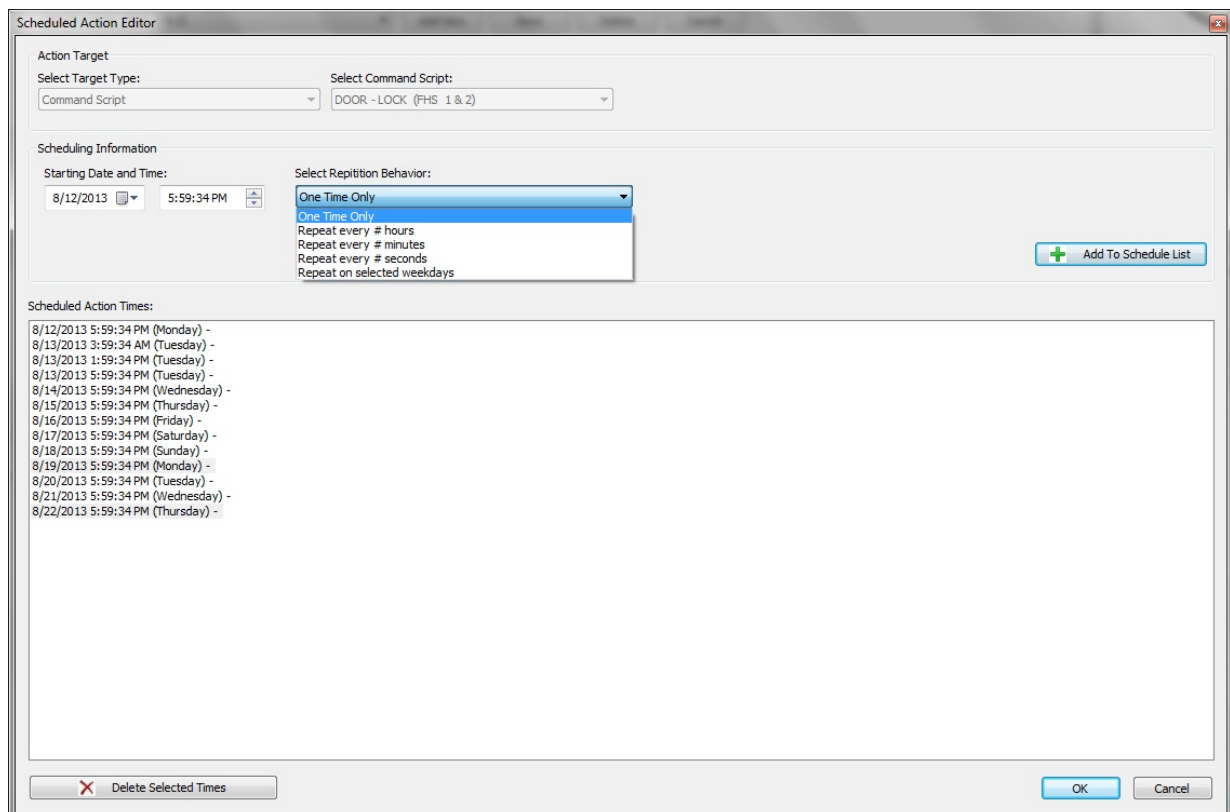 Scheduled Action Editor
Action Target
Select Target Type:
Select Command Script:
Command Script
DOOR - LOCK (FHS 1 & 2)
Scheduling Information
Starting Date and Time:
Select Repitition Behavior:
8/12/2013
5:59:34 PM
One Time Only
One Time Only
Repeat every # hours
Repeat every # minutes
Repeat every # seconds
Repeat on selected weekdays
Add To Schedule List
Scheduled Action Times:
8/12/2013 5:59:34 PM (Monday) -
8/13/2013 3:59:34 AM (Tuesday) -
8/13/2013 1:59:34 PM (Tuesday) -
8/13/2013 5:59:34 PM (Tuesday) -
8/14/2013 5:59:34 PM (Wednesday) -
8/15/2013 5:59:34 PM (Thursday) -
8/16/2013 5:59:34 PM (Friday) -
8/17/2013 5:59:34 PM (Saturday) -
8/18/2013 5:59:34 PM (Sunday) -
8/19/2013 5:59:34 PM (Monday) -
8/20/2013 5:59:34 PM (Tuesday) -
8/21/2013 5:59:34 PM (Wednesday) -
8/22/2013 5:59:34 PM (Thursday) -
Delete Selected Times
OK
Cancel